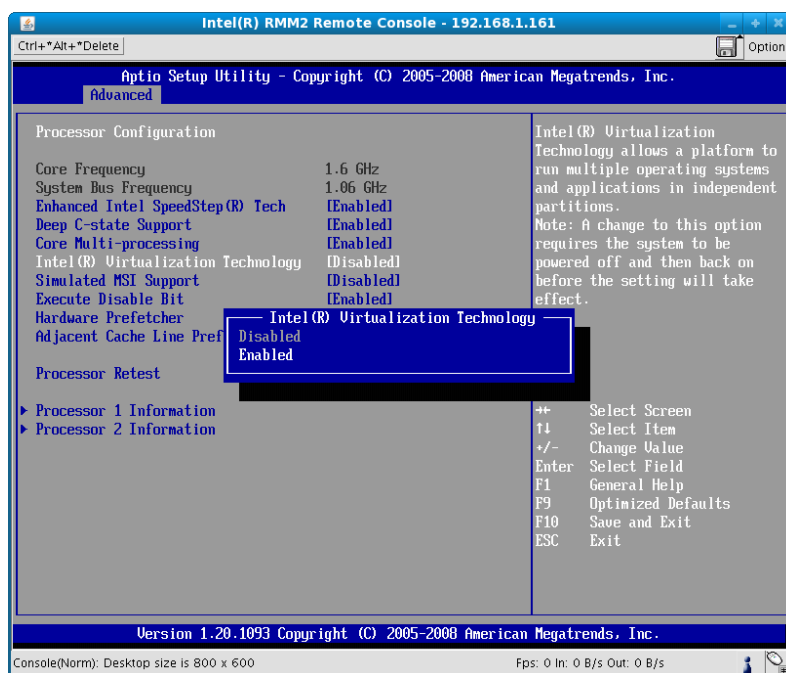 Intel(R) RMM2 Remote Console - 192.168.1.161
Ctrl+*Alt+*Delete
Option
Aptio Setup Utility - Copyright (C) 2005-2008 American Megatrends, Inc.
Advanced
Processor Configuration
Core Frequency 1.6 GHz
System Bus Frequency 1.06 GHz
Enhanced Intel SpeedStep(R) Tech [Enabled]
Deep C-state Support [Enabled]
Core Multi-processing [Enabled]
Intel(R) Virtualization Technology [Disabled]
Simulated MSI Support [Disabled]
Execute Disable Bit [Enabled]
Hardware Prefetcher
Adjacent Cache Line Pref
Processor Retest
Processor 1 Information
Processor 2 Information
Intel(R) Virtualization Technology
Disabled
Enabled
Intel(R) Virtualization
Technology allows a platform to
run multiple operating systems
and applications in independent
partitions.
Note: A change to this option
requires the system to be
powered off and then back on
before the setting will take
effect.
→← Select Screen
↑↓ Select Item
+/- Change Value
Enter Select Field
F1 General Help
F9 Optimized Defaults
F10 Save and Exit
ESC Exit
Version 1.20.1093 Copyright (C) 2005-2008 American Megatrends, Inc.
Console(Norm): Desktop size is 800 x 600
Fps: 0 In: 0 B/s Out: 0 B/s